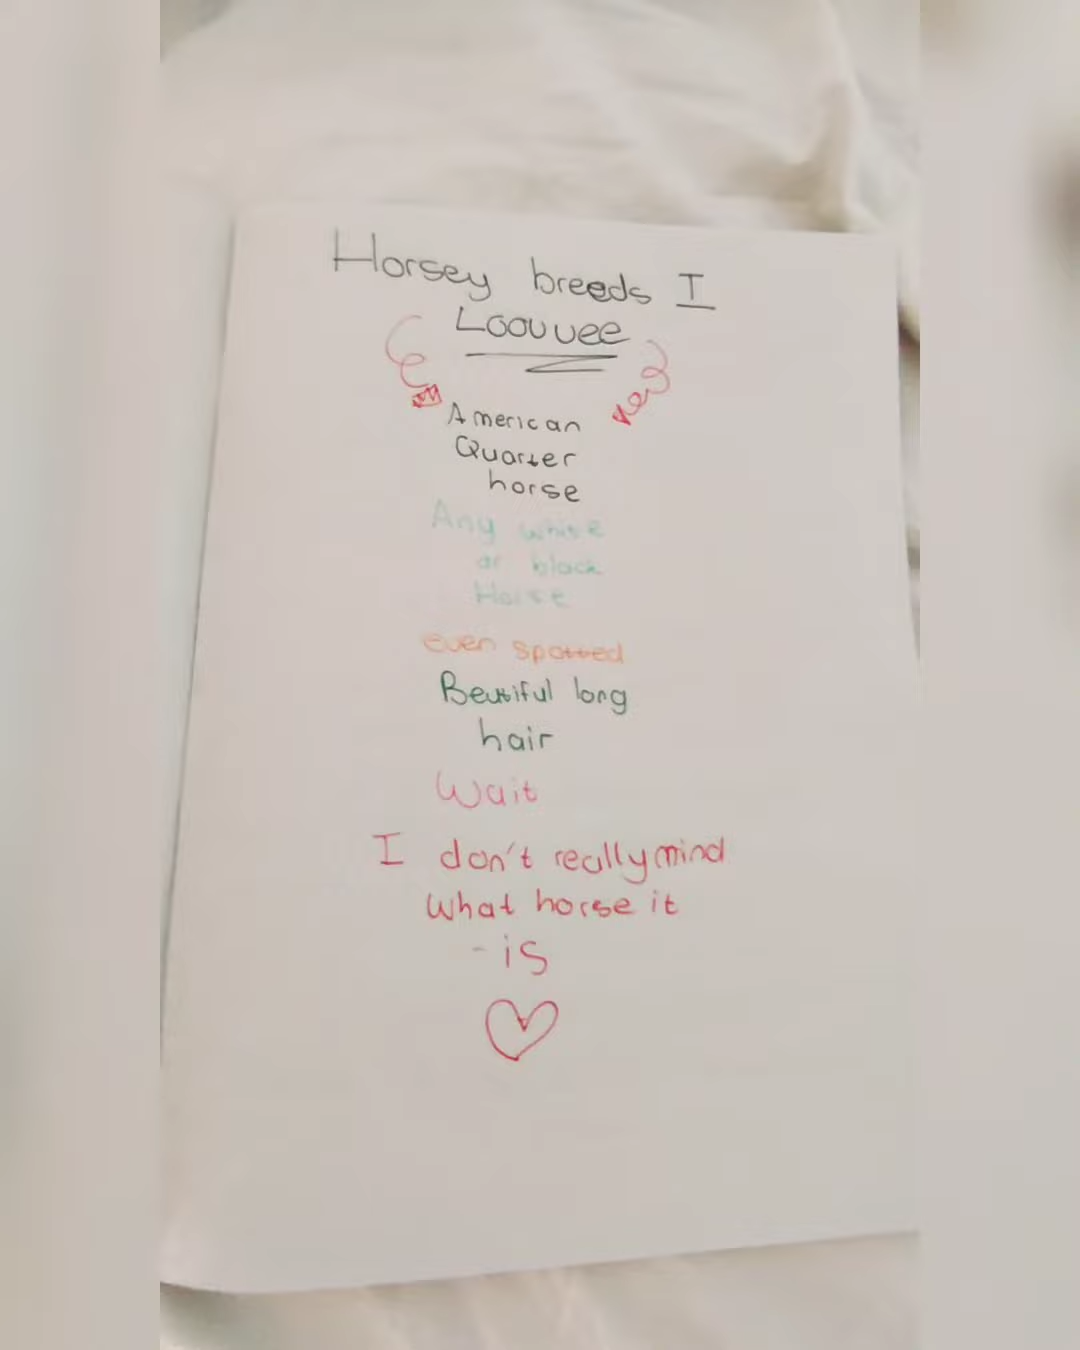 Horsey breeds I
Loovvee
American
Quarter
horse
Any white
or black
Horse
even spotted
Beutiful long
hair
Wait
I don't really mind
what horse it
-is